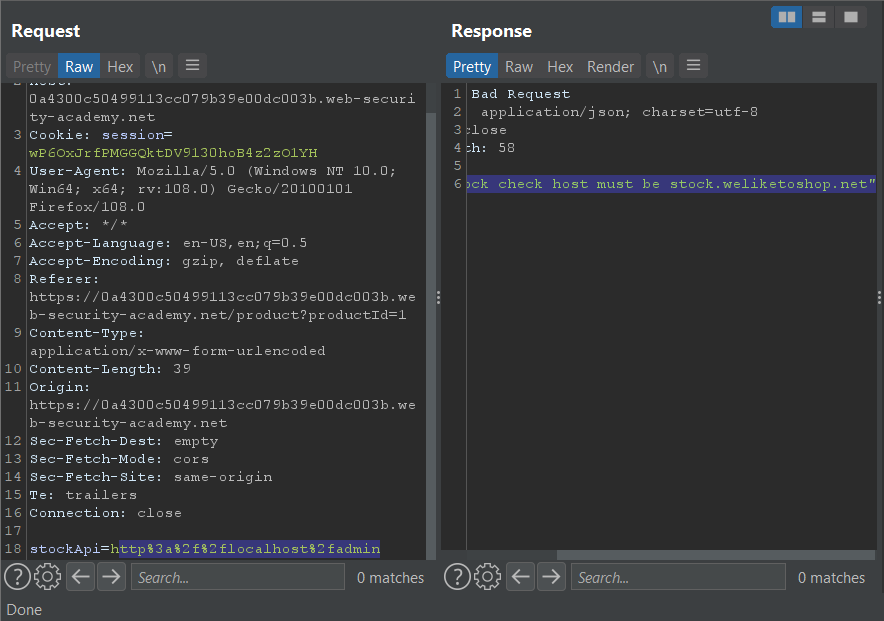 Request
Pretty Raw Hex \n
2 Host:
0a4300c50499113cc079b39e00dc003b.web-securi
ty-academy.net
3 Cookie: session=
wP6OxJrfPMGGQktDV9130hoB4z2zO1YH
4 User-Agent: Mozilla/5.0 (Windows NT 10.0;
Win64; x64; rv:108.0) Gecko/20100101
Firefox/108.0
5 Accept: */*
6 Accept-Language: en-US,en;q=0.5
7 Accept-Encoding: gzip, deflate
8 Referer:
https://0a4300c50499113cc079b39e00dc003b.we
b-security-academy.net/product?productId=1
9 Content-Type:
application/x-www-form-urlencoded
10 Content-Length: 39
11 Origin:
https://0a4300c50499113cc079b39e00dc003b.we
b-security-academy.net
12 Sec-Fetch-Dest: empty
13 Sec-Fetch-Mode: cors
14 Sec-Fetch-Site: same-origin
15 Te: trailers
16 Connection: close
17
18 stockApi=http%3a%2f%2flocalhost%2fadmin
? Search... 0 matches
Done
Response
Pretty Raw Hex Render \n
1 Bad Request
2 application/json; charset=utf-8
3 close
4 th: 58
5
6 ock check host must be stock.weliketoshop.net"
? Search... 0 matches